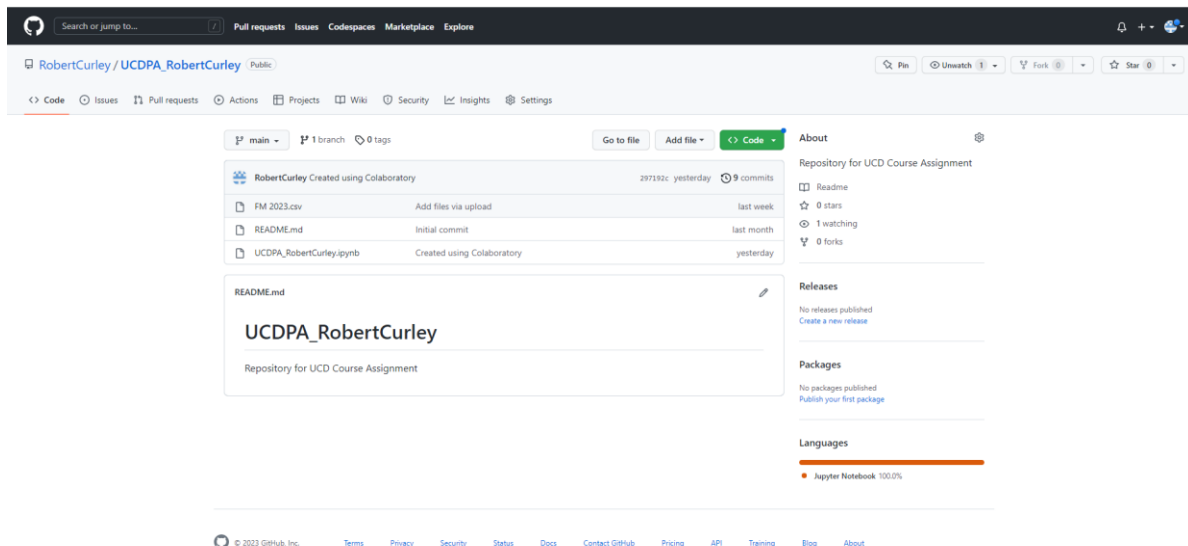 Search or jump to... / Pull requests Issues Codespaces Marketplace Explore
RobertCurley / UCDPA_RobertCurley Public
Pin Unwatch 1 Fork 0 Star 0
Code Issues Pull requests Actions Projects Wiki Security Insights Settings
main 1 branch 0 tags Go to file Add file Code
RobertCurley Created using Colaboratory 297192c yesterday 9 commits
FM 2023.csv Add files via upload last week
README.md Initial commit last month
UCDPA_RobertCurley.ipynb Created using Colaboratory yesterday
README.md
UCDPA_RobertCurley
Repository for UCD Course Assignment
About
Repository for UCD Course Assignment
Readme
0 stars
1 watching
0 forks
Releases
No releases published
Create a new release
Packages
No packages published
Publish your first package
Languages
Jupyter Notebook 100.0%
© 2023 GitHub, Inc. Terms Privacy Security Status Docs Contact GitHub Pricing API Training Blog About